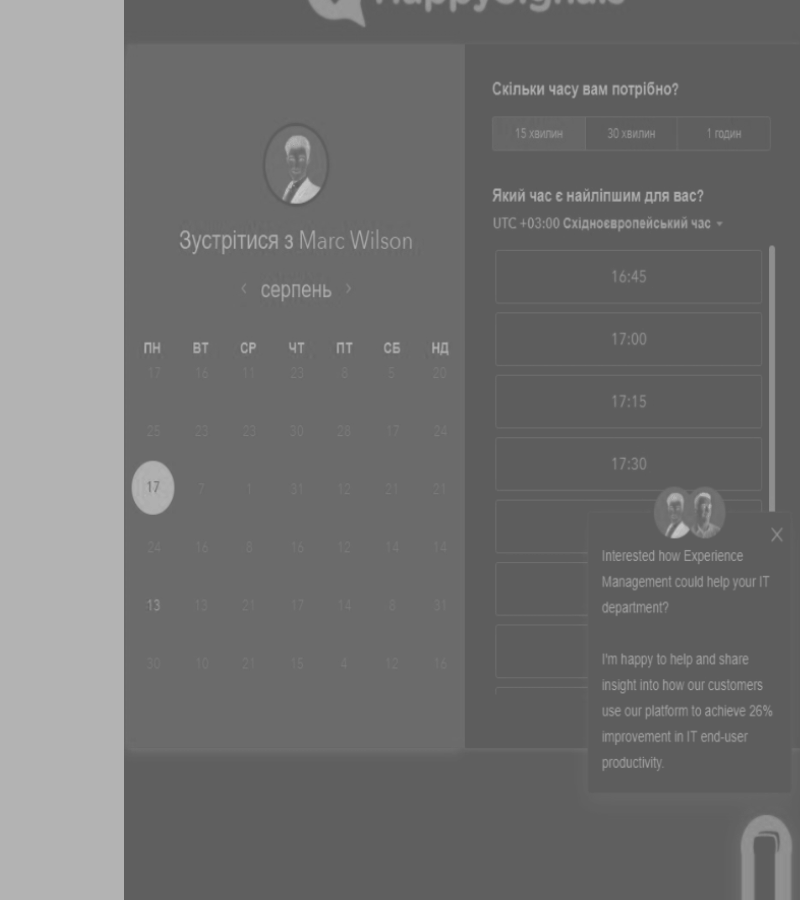 HappySignals
Скільки часу вам потрібно?
15 хвилин
30 хвилин
1 годин
Зустрітися з Marc Wilson
‹ серпень ›
ПН ВТ СР ЧТ ПТ СБ НД
17 16 11 23 8 5 20
25 23 23 30 28 17 24
17 7 1 31 12 21 21
24 16 8 16 12 14 14
13 13 21 17 14 8 31
30 10 21 18 4 12 16
Який час є найліпшим для вас?
UTC +03:00 Східноєвропейський час
16:45
17:00
17:15
17:30
Interested how Experience
Management could help your IT
department?
I'm happy to help and share
insight into how our customers
use our platform to achieve 26%
improvement in IT end-user
productivity.